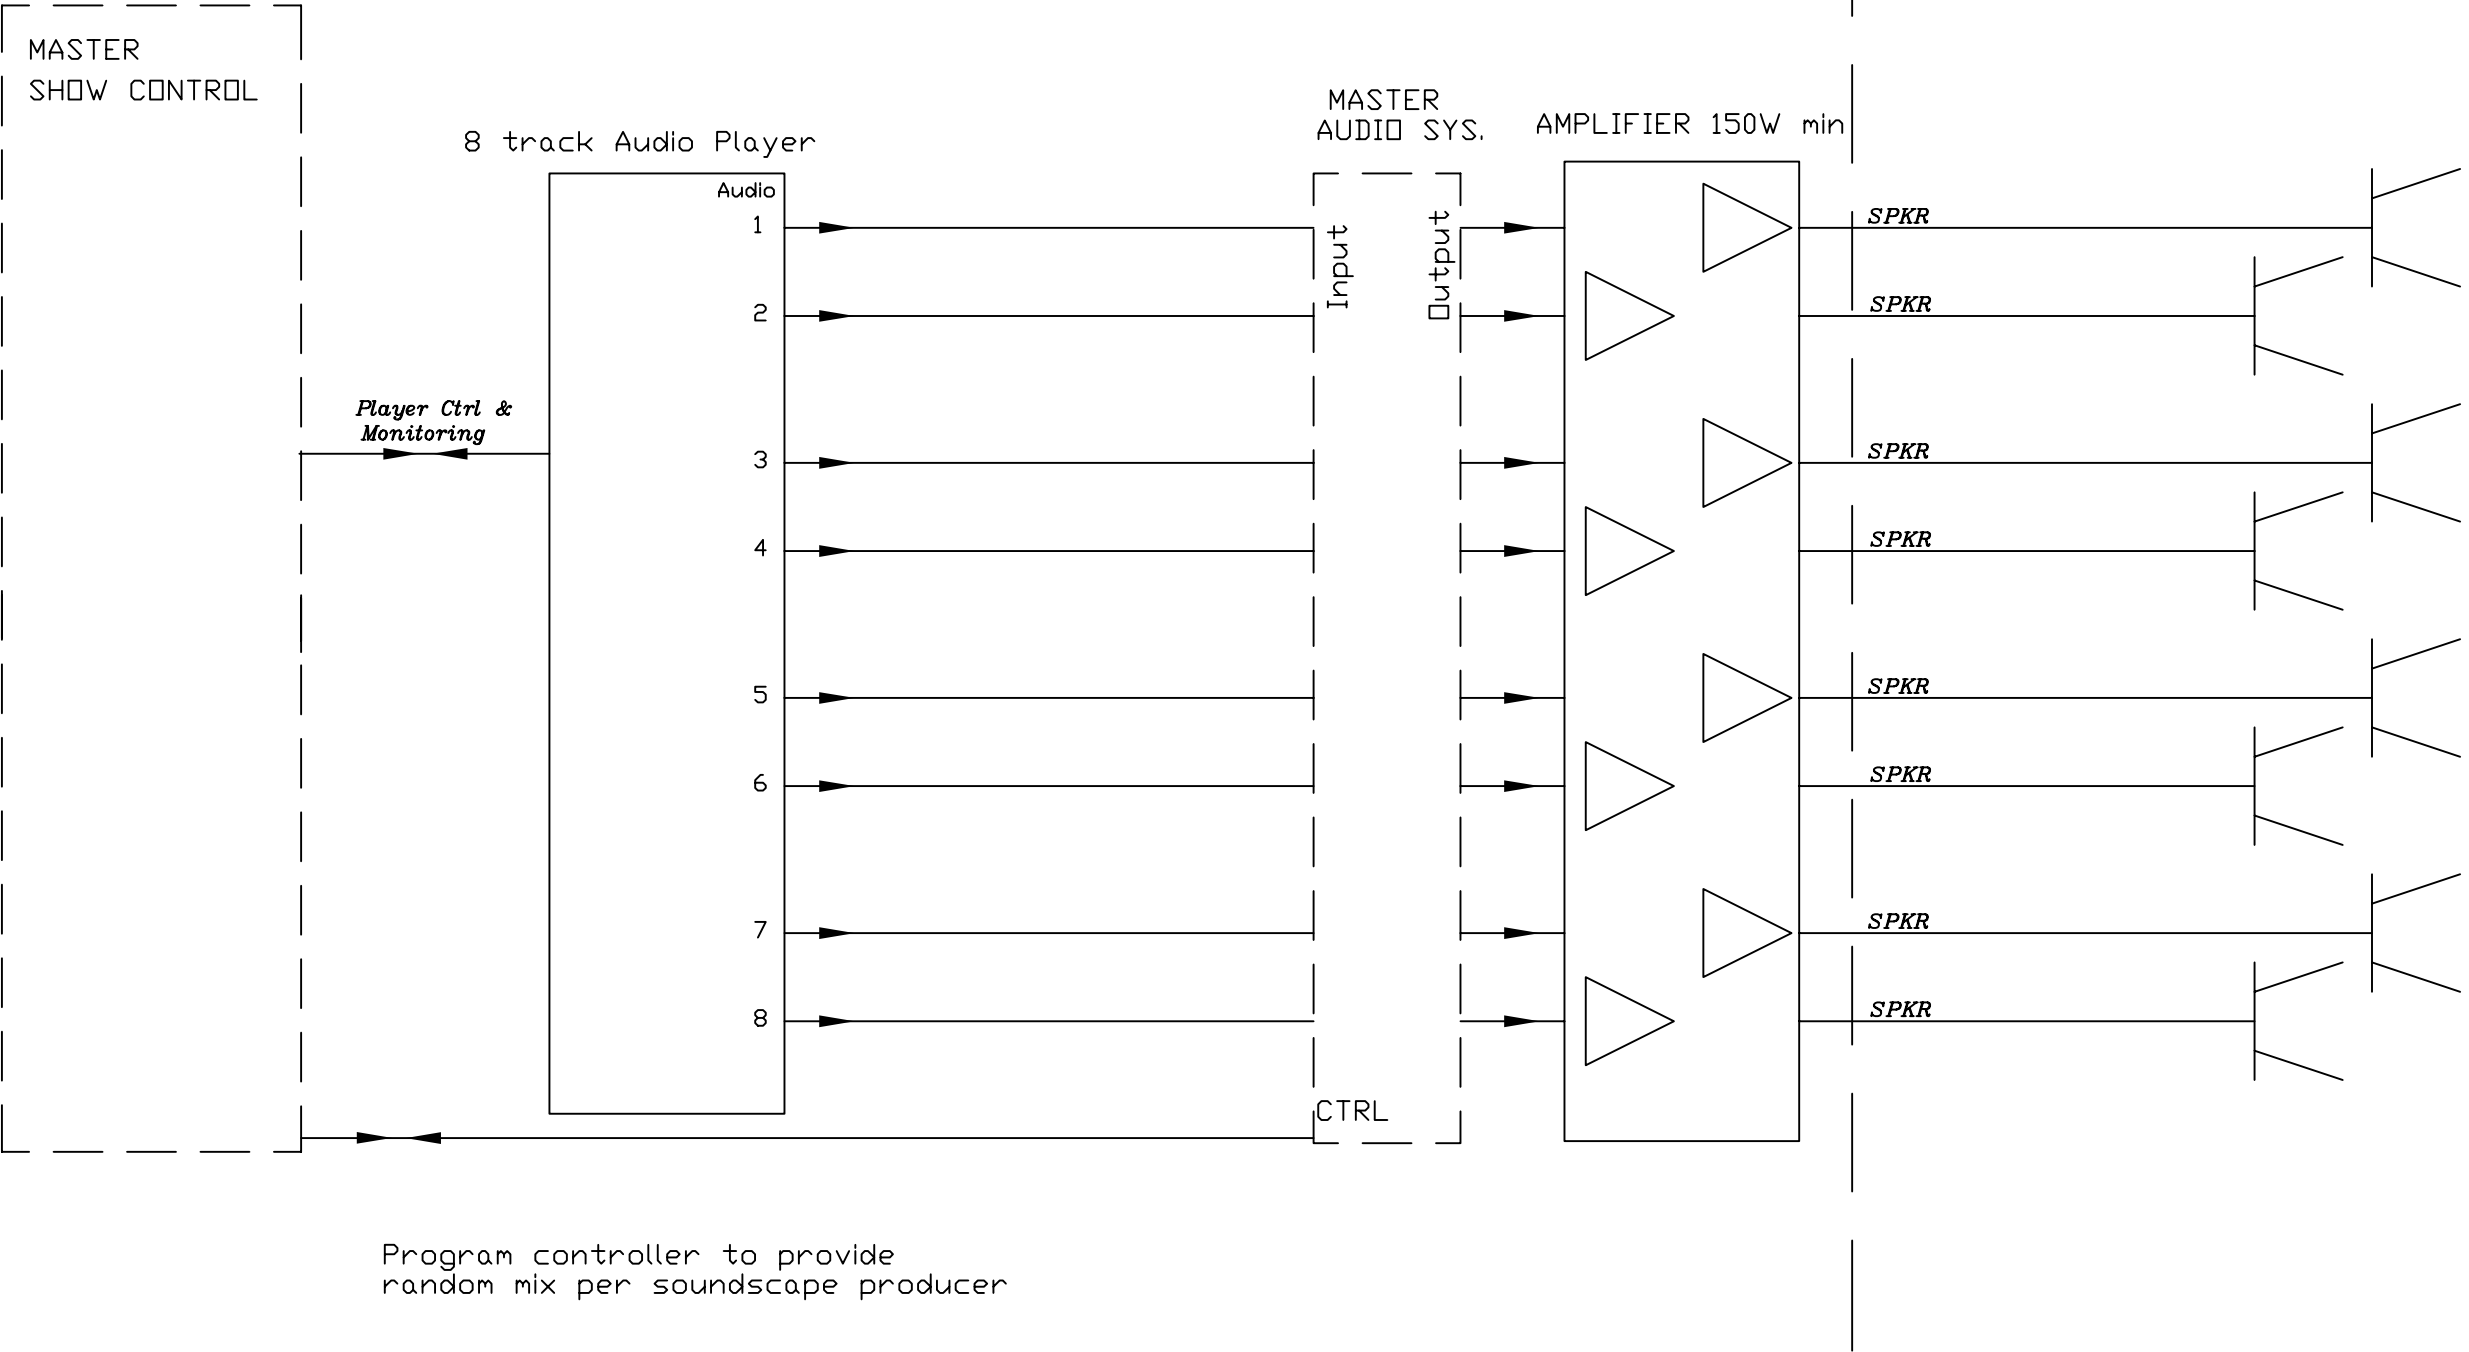 MASTER
SHOW CONTROL
8 track Audio Player
MASTER
AUDIO SYS.
AMPLIFIER 150W min
Audio
1
2
3
4
5
6
7
8
Player Ctrl &
Monitoring
Input
Output
CTRL
SPKR
SPKR
SPKR
SPKR
SPKR
SPKR
SPKR
SPKR
Program controller to provide
random mix per soundscape producer